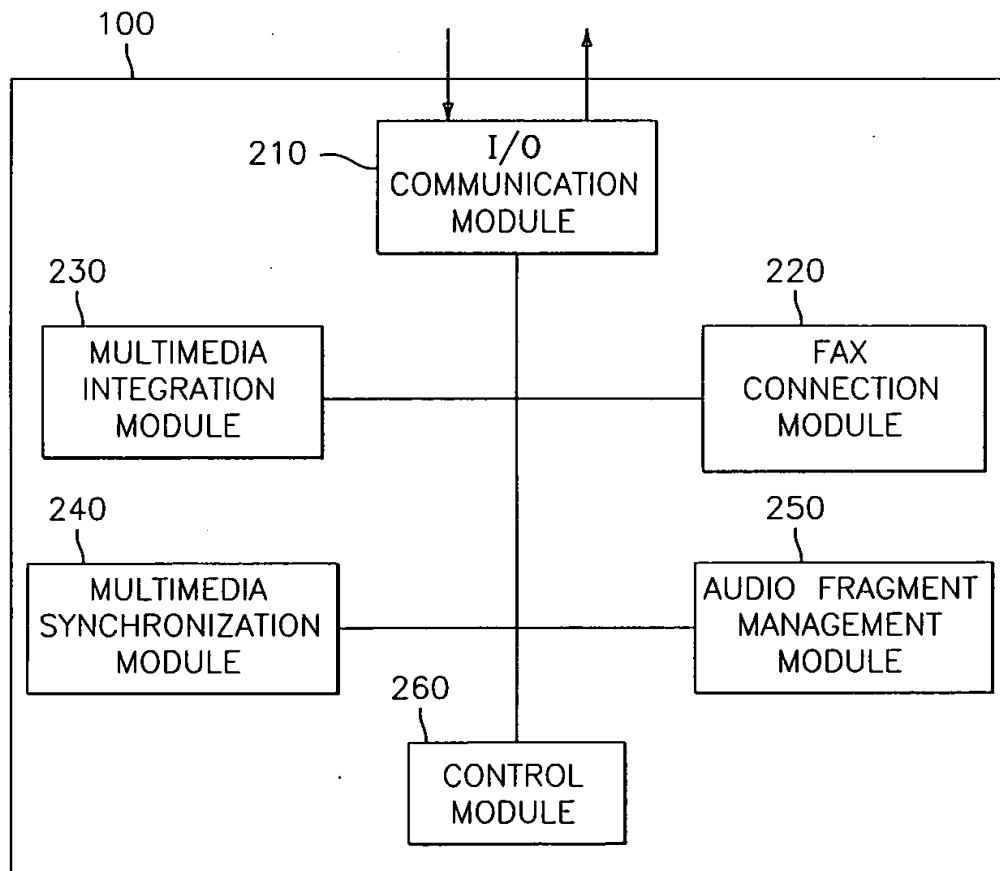 100
210
I/O
COMMUNICATION
MODULE
230
MULTIMEDIA
INTEGRATION
MODULE
220
FAX
CONNECTION
MODULE
240
MULTIMEDIA
SYNCHRONIZATION
MODULE
250
AUDIO FRAGMENT
MANAGEMENT
MODULE
260
CONTROL
MODULE